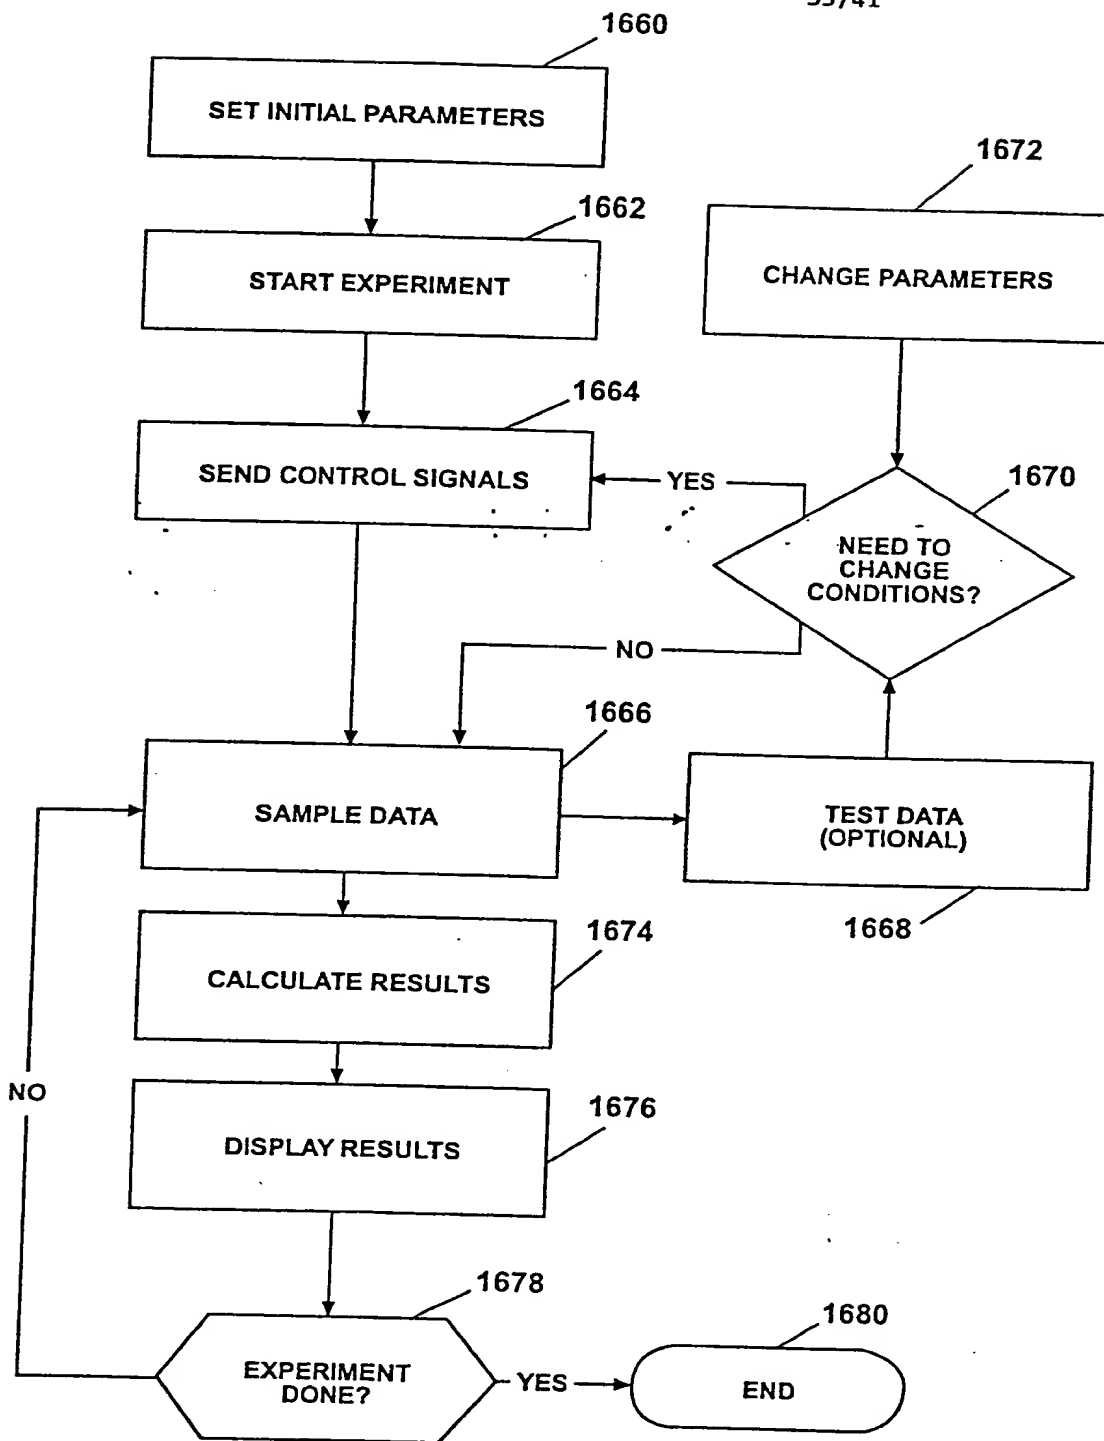 1660
SET INITIAL PARAMETERS
1672
1662
START EXPERIMENT
CHANGE PARAMETERS
1664
SEND CONTROL SIGNALS
YES
1670
NEED TO
CHANGE
CONDITIONS?
NO
1666
SAMPLE DATA
TEST DATA
(OPTIONAL)
1668
1674
CALCULATE RESULTS
NO
1676
DISPLAY RESULTS
1678
EXPERIMENT
DONE?
YES
1680
END